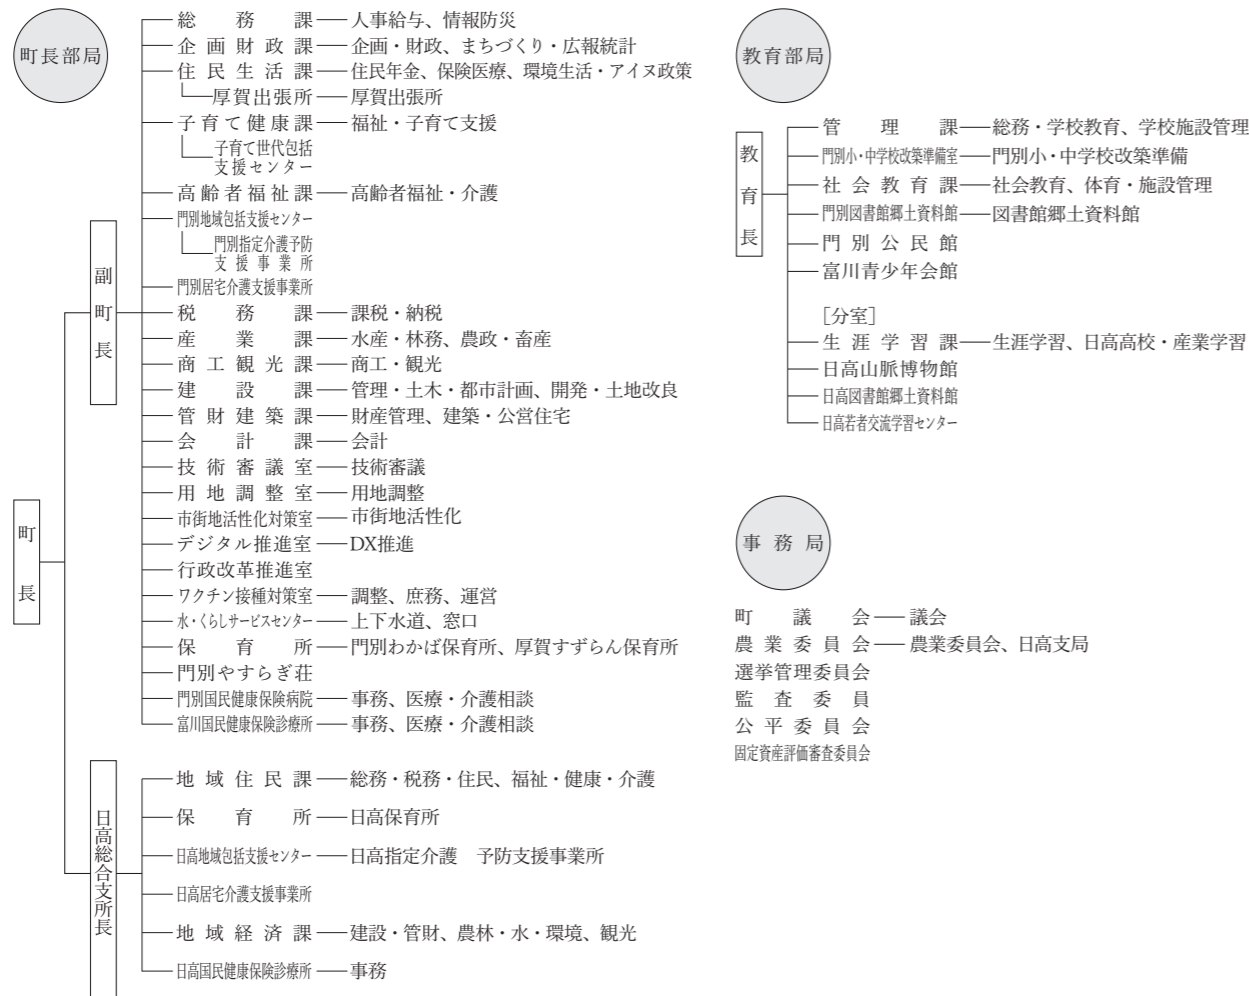 町長部局
町長
副町長
総務課 人事給与、情報防災
企画財政課 企画・財政、まちづくり・広報統計
住民生活課 住民年金、保険医療、環境生活・アイヌ政策
厚賀出張所 厚賀出張所
子育て健康課 福祉・子育て支援
子育て世代包括
支援センター
高齢者福祉課 高齢者福祉・介護
門別地域包括支援センター
門別指定介護予防
支援事業所
門別居宅介護支援事業所
税務課 課税・納税
産業課 水産・林務、農政・畜産
商工観光課 商工・観光
建設課 管理・土木・都市計画、開発・土地改良
管財建築課 財産管理、建築・公営住宅
会計課 会計
技術審議室 技術審議
用地調整室 用地調整
市街地活性化対策室 市街地活性化
デジタル推進室 DX推進
行政改革推進室
ワクチン接種対策室 調整、庶務、運営
水・くらしサービスセンター 上下水道、窓口
保育所 門別わかば保育所、厚賀すずらん保育所
門別やすらぎ荘
門別国民健康保険病院 事務、医療・介護相談
富川国民健康保険診療所 事務、医療・介護相談
日高総合支所長
地域住民課 総務・税務・住民、福祉・健康・介護
保育所 日高保育所
日高地域包括支援センター 日高指定介護　予防支援事業所
日高居宅介護支援事業所
地域経済課 建設・管財、農林・水・環境、観光
日高国民健康保険診療所 事務
教育部局
教育長
管理課 総務・学校教育、学校施設管理
門別小・中学校改築準備室 門別小・中学校改築準備
社会教育課 社会教育、体育・施設管理
門別図書館郷土資料館 図書館郷土資料館
門別公民館
富川青少年会館
［分室］
生涯学習課 生涯学習、日高高校・産業学習
日高山脈博物館
日高図書館郷土資料館
日高若者交流学習センター
事務局
町議会 議会
農業委員会 農業委員会、日高支局
選挙管理委員会
監査委員
公平委員会
固定資産評価審査委員会